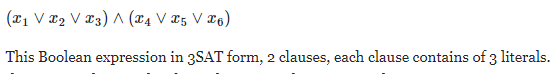 (x₁ ∨ x₂ ∨ x₃) ∧ (x₄ ∨ x₅ ∨ x₆)
This Boolean expression in 3SAT form, 2 clauses, each clause contains of 3 literals.